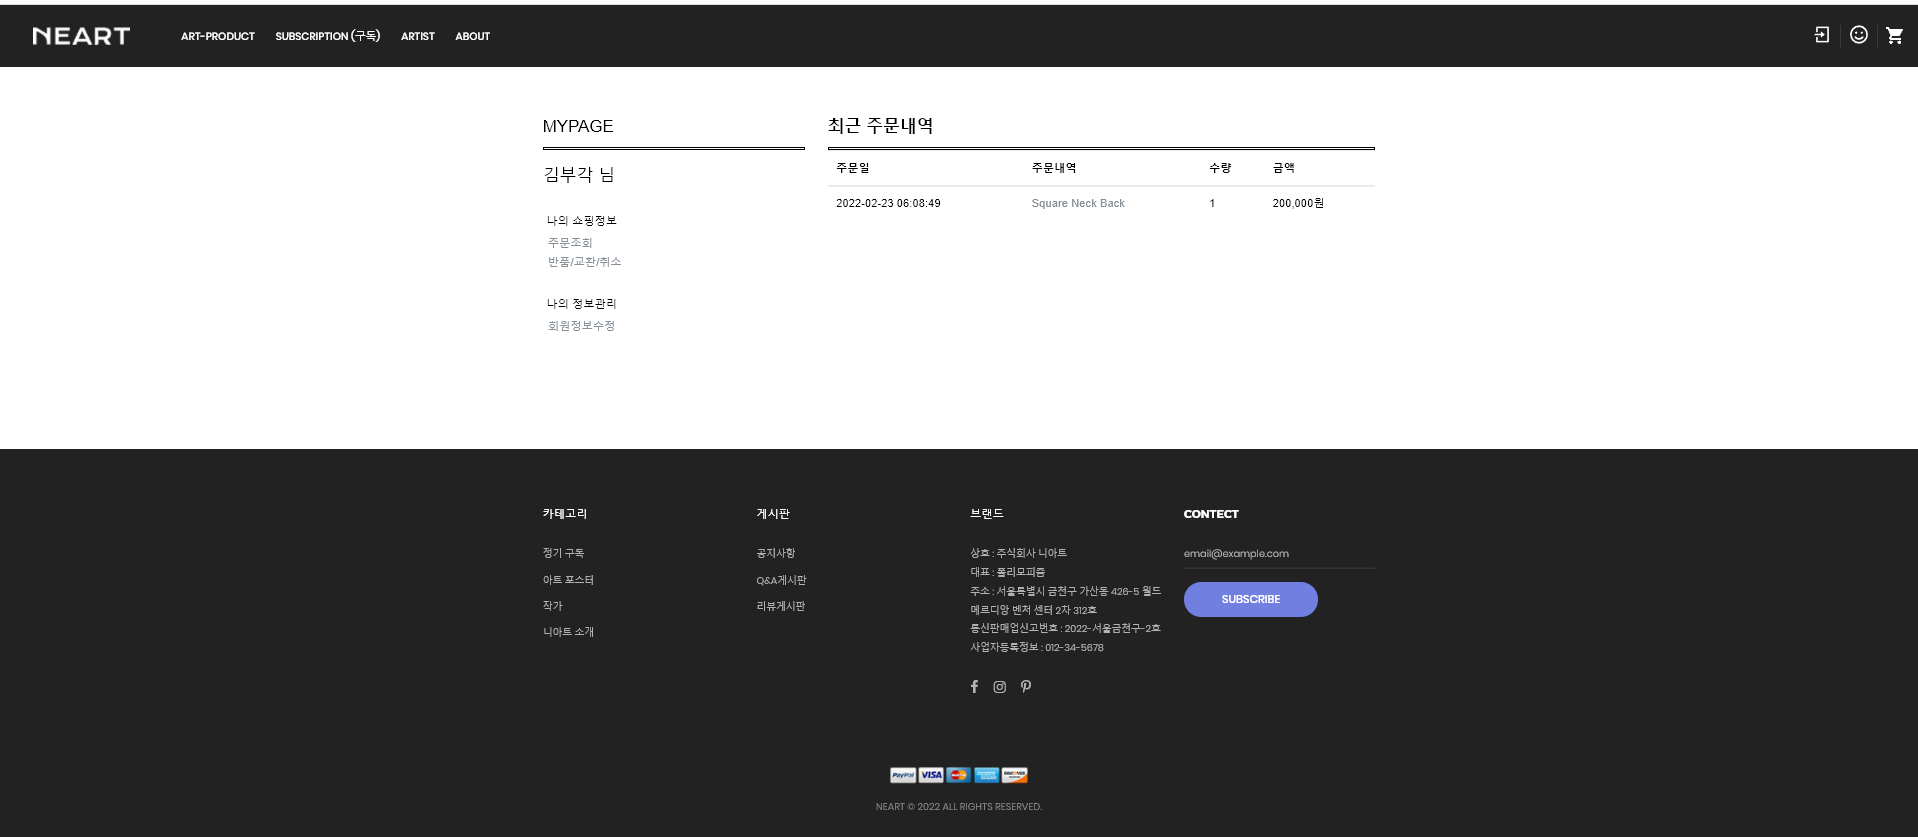 NEART
ART-PRODUCT SUBSCRIPTION (구독) ARTIST ABOUT
MYPAGE
김부각 님
나의 쇼핑정보
주문조회
반품/교환/취소
나의 정보관리
회원정보수정
최근 주문내역
주문일 주문내역 수량 금액
2022-02-23 06:08:49 Square Neck Back 1 200,000원
카테고리
정기 구독
아트 포스터
작가
니아트 소개
게시판
공지사항
Q&A게시판
리뷰게시판
브랜드
상호 : 주식회사 니아트
대표 : 폴리모피즘
주소 : 서울특별시 금천구 가산동 426-5 월드
메르디앙 벤처 센터 2차 312호
통신판매업신고번호 : 2022-서울금천구-2호
사업자등록정보 : 012-34-5678
CONTECT
email@example.com
SUBSCRIBE
PayPal VISA DISCOVER
NEART © 2022 ALL RIGHTS RESERVED.